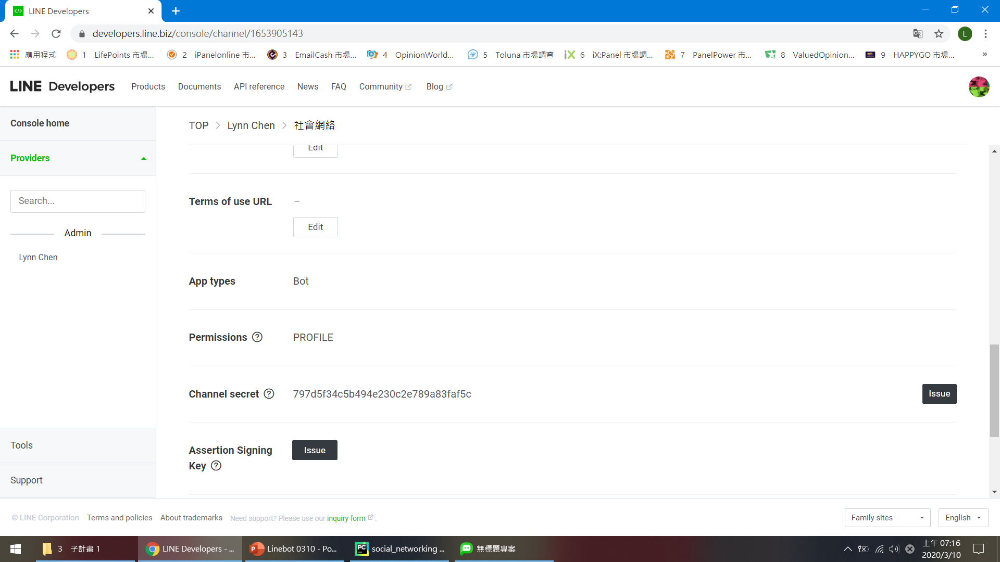 LINE Developers
developers.line.biz/console/channel/1653905143
L
應用程式 1 LifePoints 市場... 2 iPanelonline 市... 3 EmailCash 市場... 4 OpinionWorld... 5 Toluna 市場調查 6 iX:Panel 市場調... 7 PanelPower 市... 8 ValuedOpinion... 9 HAPPYGO 市場... »
LINE Developers Products Documents API reference News FAQ Community Blog
Console home
Providers
Search...
Admin
Lynn Chen
Tools
Support
TOP > Lynn Chen > 社會網絡
Edit
Terms of use URL –
Edit
App types Bot
Permissions ? PROFILE
Channel secret ? 797d5f34c5b494e230c2e789a83faf5c Issue
Assertion Signing Issue
Key ?
© LINE Corporation Terms and policies About trademarks Need support? Please use our inquiry form . Family sites English
3 子計畫 1 LINE Developers - ... Linebot 0310 - Po... social_networking ... 無標題專案
上午 07:16
2020/3/10